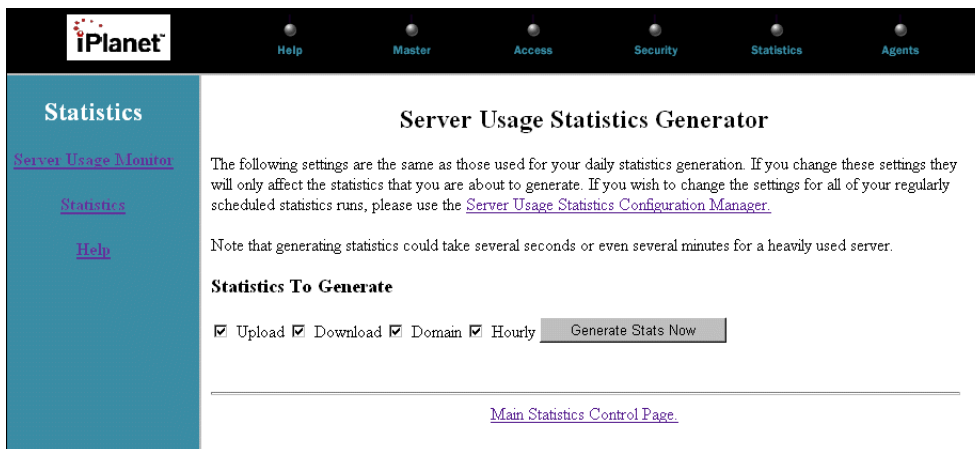 iPlanet™
Help Master Access Security Statistics Agents
Statistics
Server Usage Monitor
Statistics
Help
Server Usage Statistics Generator
The following settings are the same as those used for your daily statistics generation. If you change these settings they
will only affect the statistics that you are about to generate. If you wish to change the settings for all of your regularly
scheduled statistics runs, please use the Server Usage Statistics Configuration Manager.
Note that generating statistics could take several seconds or even several minutes for a heavily used server.
Statistics To Generate
Upload Download Domain Hourly Generate Stats Now
Main Statistics Control Page.